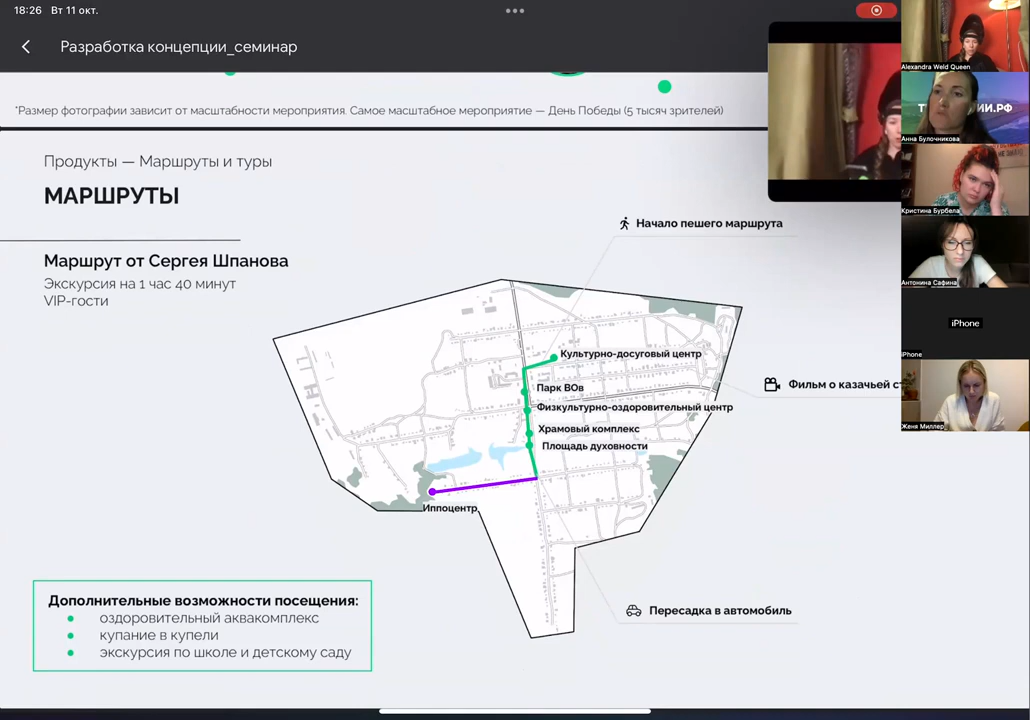 18:26 Вт 11 окт.
Разработка концепции_семинар
*Размер фотографии зависит от масштабности мероприятия. Самое масштабное мероприятие — День Победы (5 тысяч зрителей)
Продукты — Маршруты и туры
МАРШРУТЫ
Маршрут от Сергея Шпанова
Экскурсия на 1 час 40 минут
VIP-гости
Начало пешего маршрута
Культурно-досуговый центр
Парк ВОв
Физкультурно-оздоровительный центр
Храмовый комплекс
Площадь духовности
Иппоцентр
Фильм о казачьей
Пересадка в автомобиль
Дополнительные возможности посещения:
оздоровительный аквакомплекс
купание в купели
экскурсия по школе и детскому саду
Alexandra Weld Queen
ИИ.РФ
Анна Булочникова
Кристина Бурбела
Антонина Сафина
iPhone
iPhone
Женя Миллер